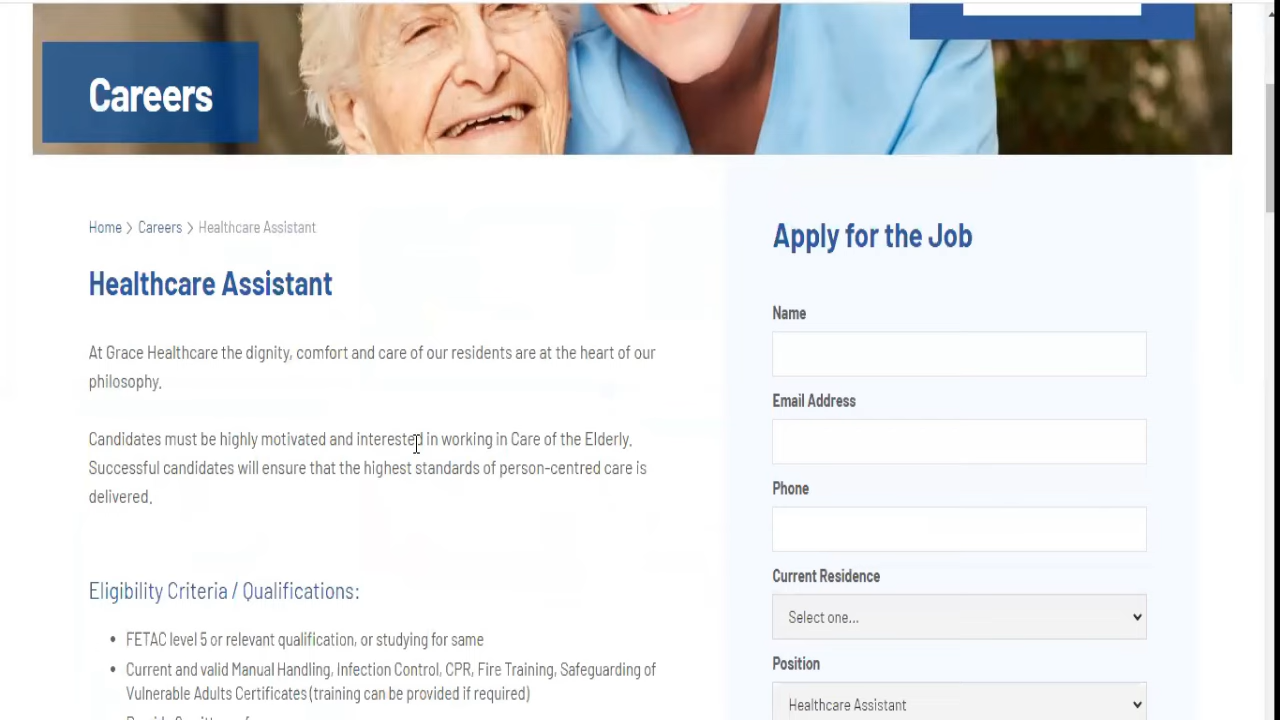 Careers
Home > Careers > Healthcare Assistant
Healthcare Assistant
At Grace Healthcare the dignity, comfort and care of our residents are at the heart of our
philosophy.
Candidates must be highly motivated and interested in working in Care of the Elderly.
Successful candidates will ensure that the highest standards of person-centred care is
delivered.
Eligibility Criteria / Qualifications:
• FETAC level 5 or relevant qualification, or studying for same
• Current and valid Manual Handling, Infection Control, CPR, Fire Training, Safeguarding of
Vulnerable Adults Certificates (training can be provided if required)
Apply for the Job
Name
Email Address
Phone
Current Residence
Select one...
Position
Healthcare Assistant